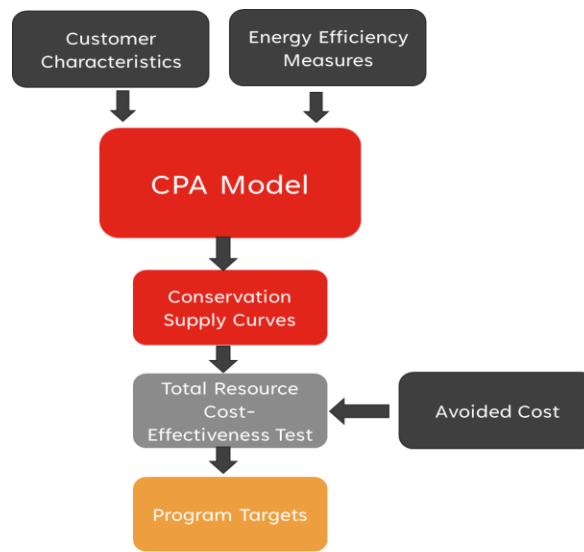 Customer
Characteristics
Energy Efficiency
Measures
CPA Model
Conservation
Supply Curves
Total Resource
Cost-
Effectiveness Test
Avoided Cost
Program Targets